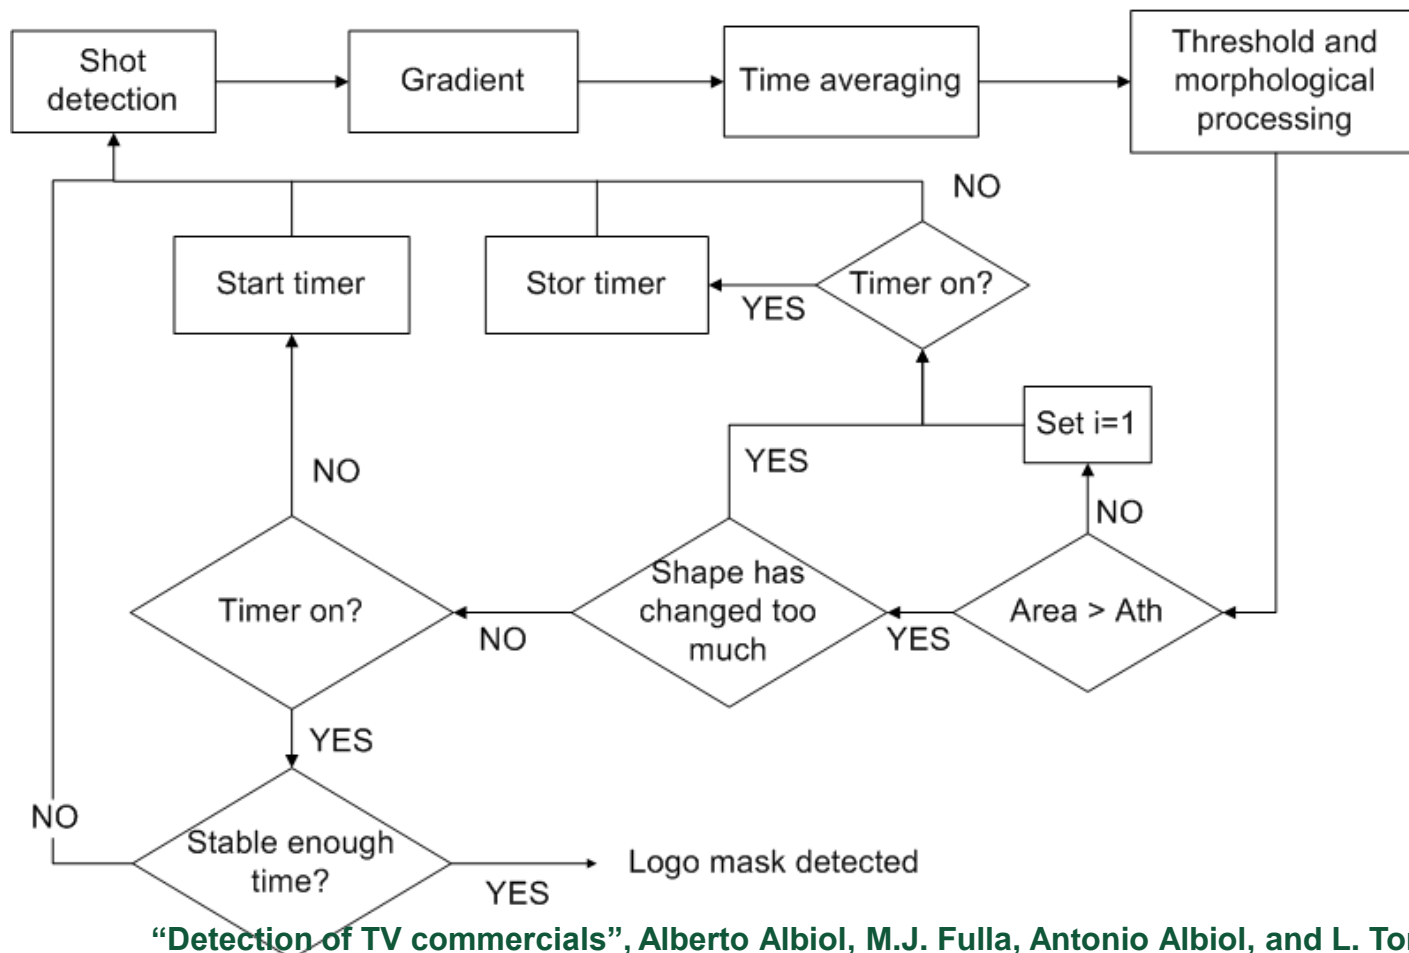 Shot
detection
Gradient
Time averaging
Threshold and
morphological
processing
NO
Start timer
Stor timer
YES
Timer on?
Set i=1
NO
YES
NO
Timer on?
NO
Shape has
changed too
much
YES
Area > Ath
YES
NO
Stable enough
time?
YES
Logo mask detected
“Detection of TV commercials”, Alberto Albiol, M.J. Fulla, Antonio Albiol, and L.